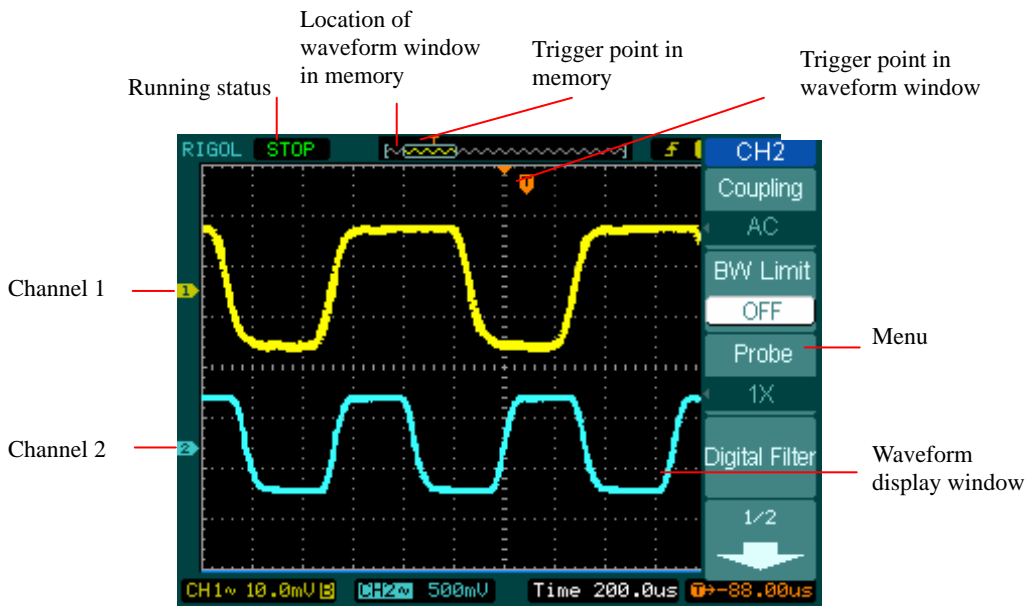 Location of
waveform window
in memory
Trigger point in
memory
Trigger point in
waveform window
Running status
RIGOL STOP
T
CH2
Coupling
AC
BW Limit
OFF
Probe
1X
Digital Filter
1/2
T
Channel 1
1
Channel 2
2
Menu
Waveform
display window
CH1~ 10.0mV B CH2~ 500mV Time 200.0us T→-88.00us